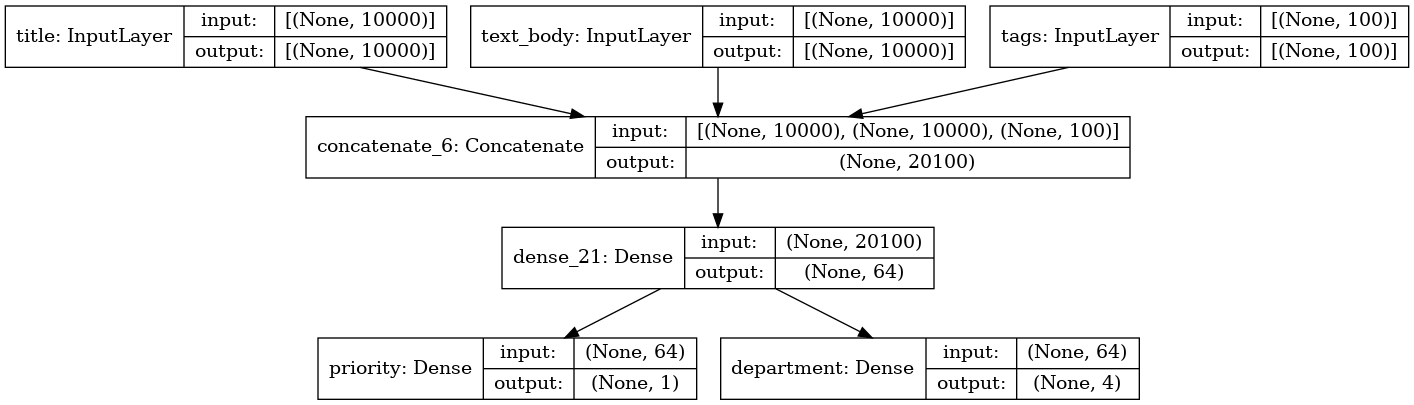 title: InputLayer
input:
[(None, 10000)]
output:
[(None, 10000)]
text_body: InputLayer
input:
[(None, 10000)]
output:
[(None, 10000)]
tags: InputLayer
input:
[(None, 100)]
output:
[(None, 100)]
concatenate_6: Concatenate
input:
[(None, 10000), (None, 10000), (None, 100)]
output:
(None, 20100)
dense_21: Dense
input:
(None, 20100)
output:
(None, 64)
priority: Dense
input:
(None, 64)
output:
(None, 1)
department: Dense
input:
(None, 64)
output:
(None, 4)